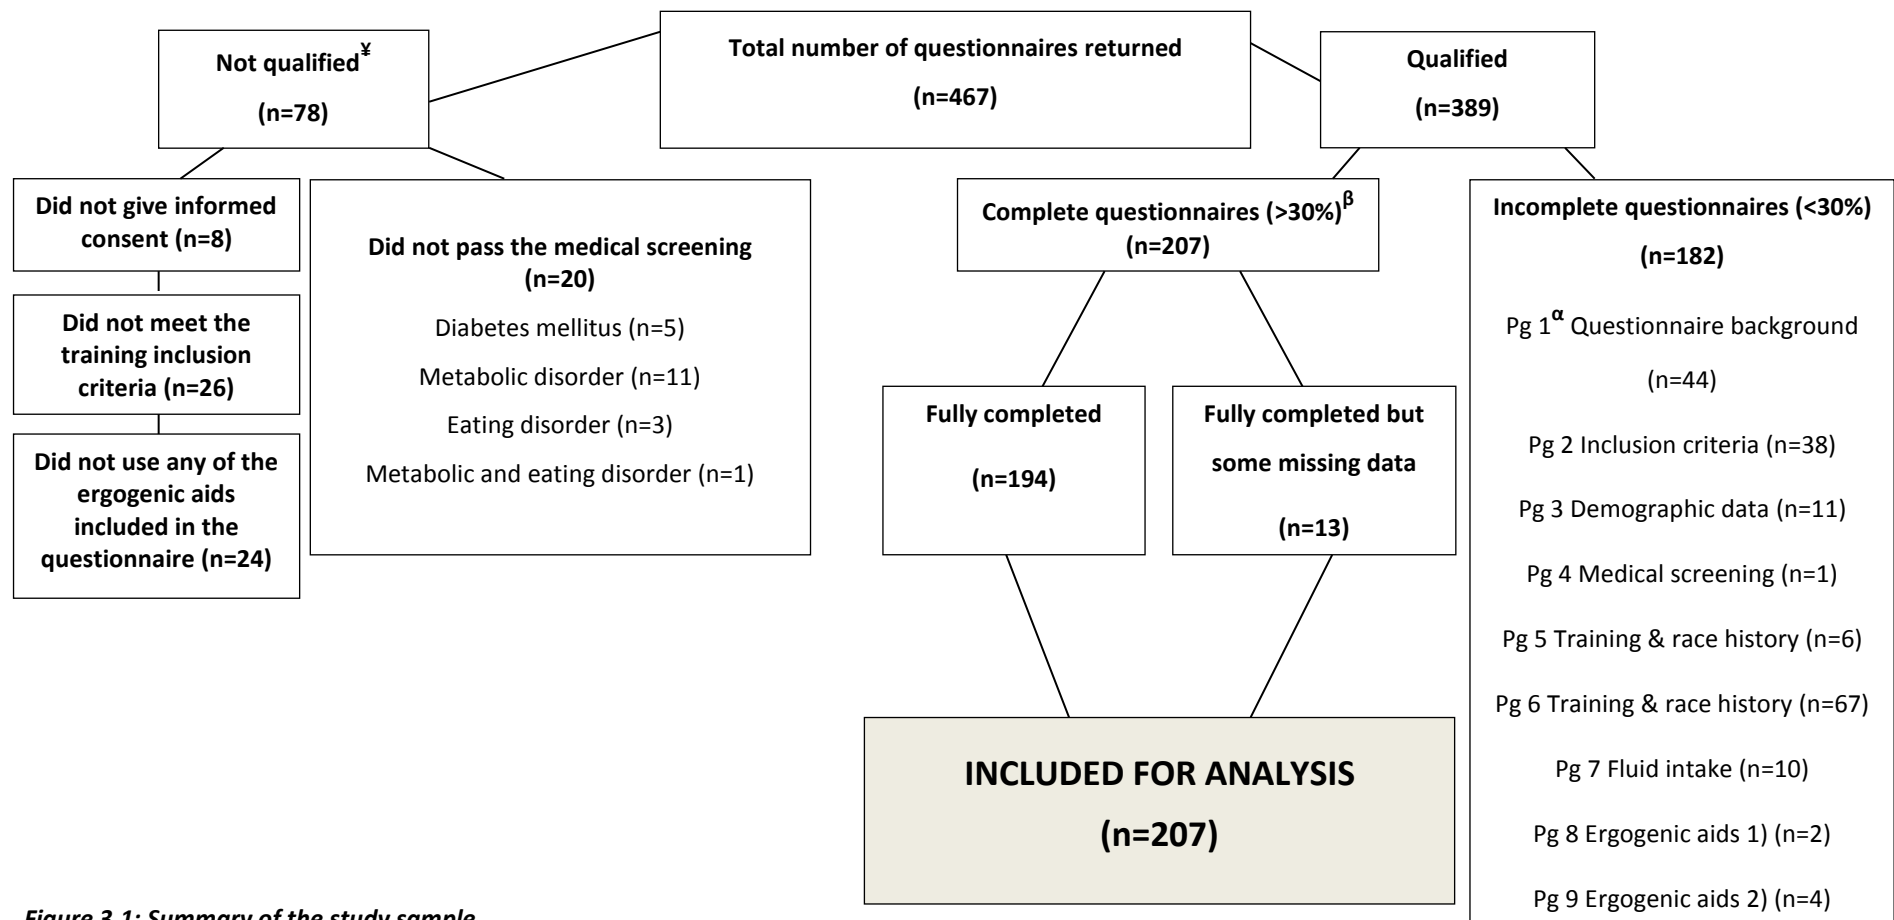 Total number of questionnaires returned
(n=467)
Not qualified¥
(n=78)
Qualified
(n=389)
Did not give informed
consent (n=8)
Did not meet the
training inclusion
criteria (n=26)
Did not use any of the
ergogenic aids
included in the
questionnaire (n=24)
Did not pass the medical screening
(n=20)
Diabetes mellitus (n=5)
Metabolic disorder (n=11)
Eating disorder (n=3)
Metabolic and eating disorder (n=1)
Complete questionnaires (>30%)β
(n=207)
Fully completed
(n=194)
Fully completed but
some missing data
(n=13)
INCLUDED FOR ANALYSIS
(n=207)
Incomplete questionnaires (<30%)
(n=182)
Pg 1α Questionnaire background
(n=44)
Pg 2 Inclusion criteria (n=38)
Pg 3 Demographic data (n=11)
Pg 4 Medical screening (n=1)
Pg 5 Training & race history (n=6)
Pg 6 Training & race history (n=67)
Pg 7 Fluid intake (n=10)
Pg 8 Ergogenic aids 1) (n=2)
Pg 9 Ergogenic aids 2) (n=4)
Figure 3.1: Summary of the study sample